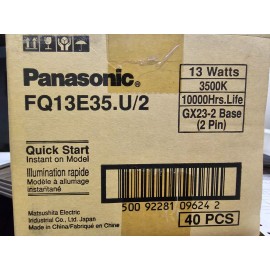 Panasonic®
FQ13E35.U/2
13 Watts
3500K
10000Hrs.Life
GX23-2 Base
(2 Pin)
Quick Start
Instant on Model
Illumination rapide
Modèle à allumage
instantané
Matsushita Electric
Industrial Co., Ltd. Japan
Made in China/Fabriqué en Chine
500 92281 09624 2
40 PCS